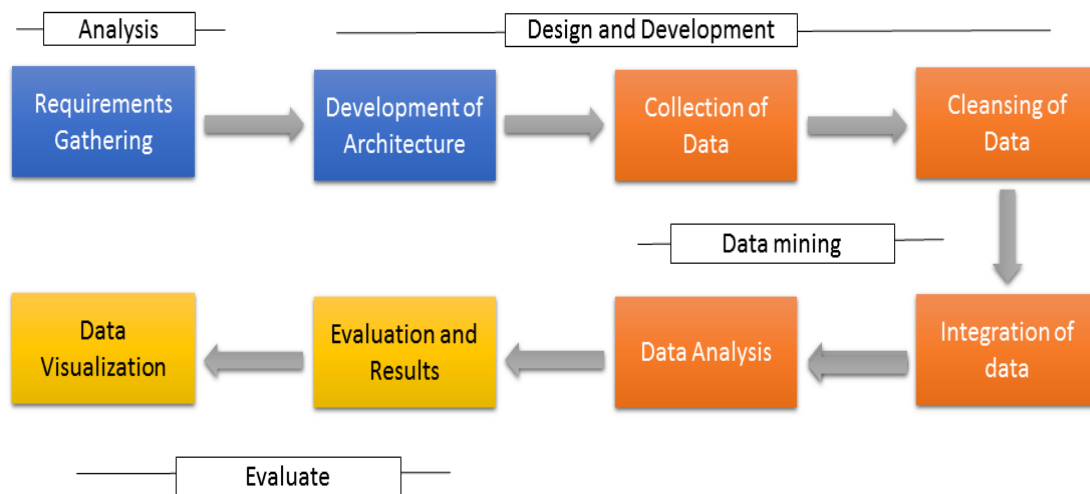 Analysis
Design and Development
Requirements
Gathering
Development of
Architecture
Collection of
Data
Cleansing of
Data
Data mining
Data
Visualization
Evaluation and
Results
Data Analysis
Integration of
data
Evaluate